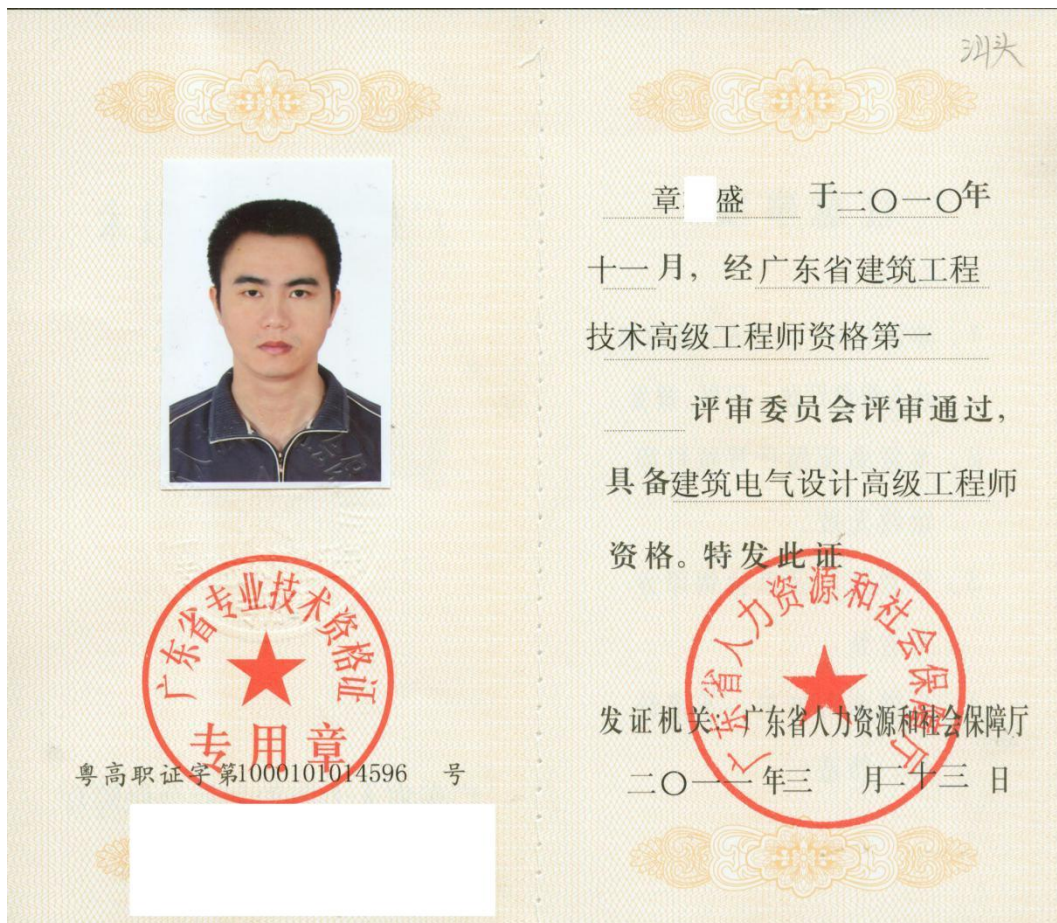 广东省专业技术资格证
专用章
粤高职证字第1000101014596 号
汕头
章 盛 于二〇一〇年
十一月，经广东省建筑工程
技术高级工程师资格第一
评审委员会评审通过，
具备建筑电气设计高级工程师
资格。特发此证
广东省人力资源和社会保障厅
发证机关 广东省人力资源和社会保障厅
二〇一一年三 月二十三日